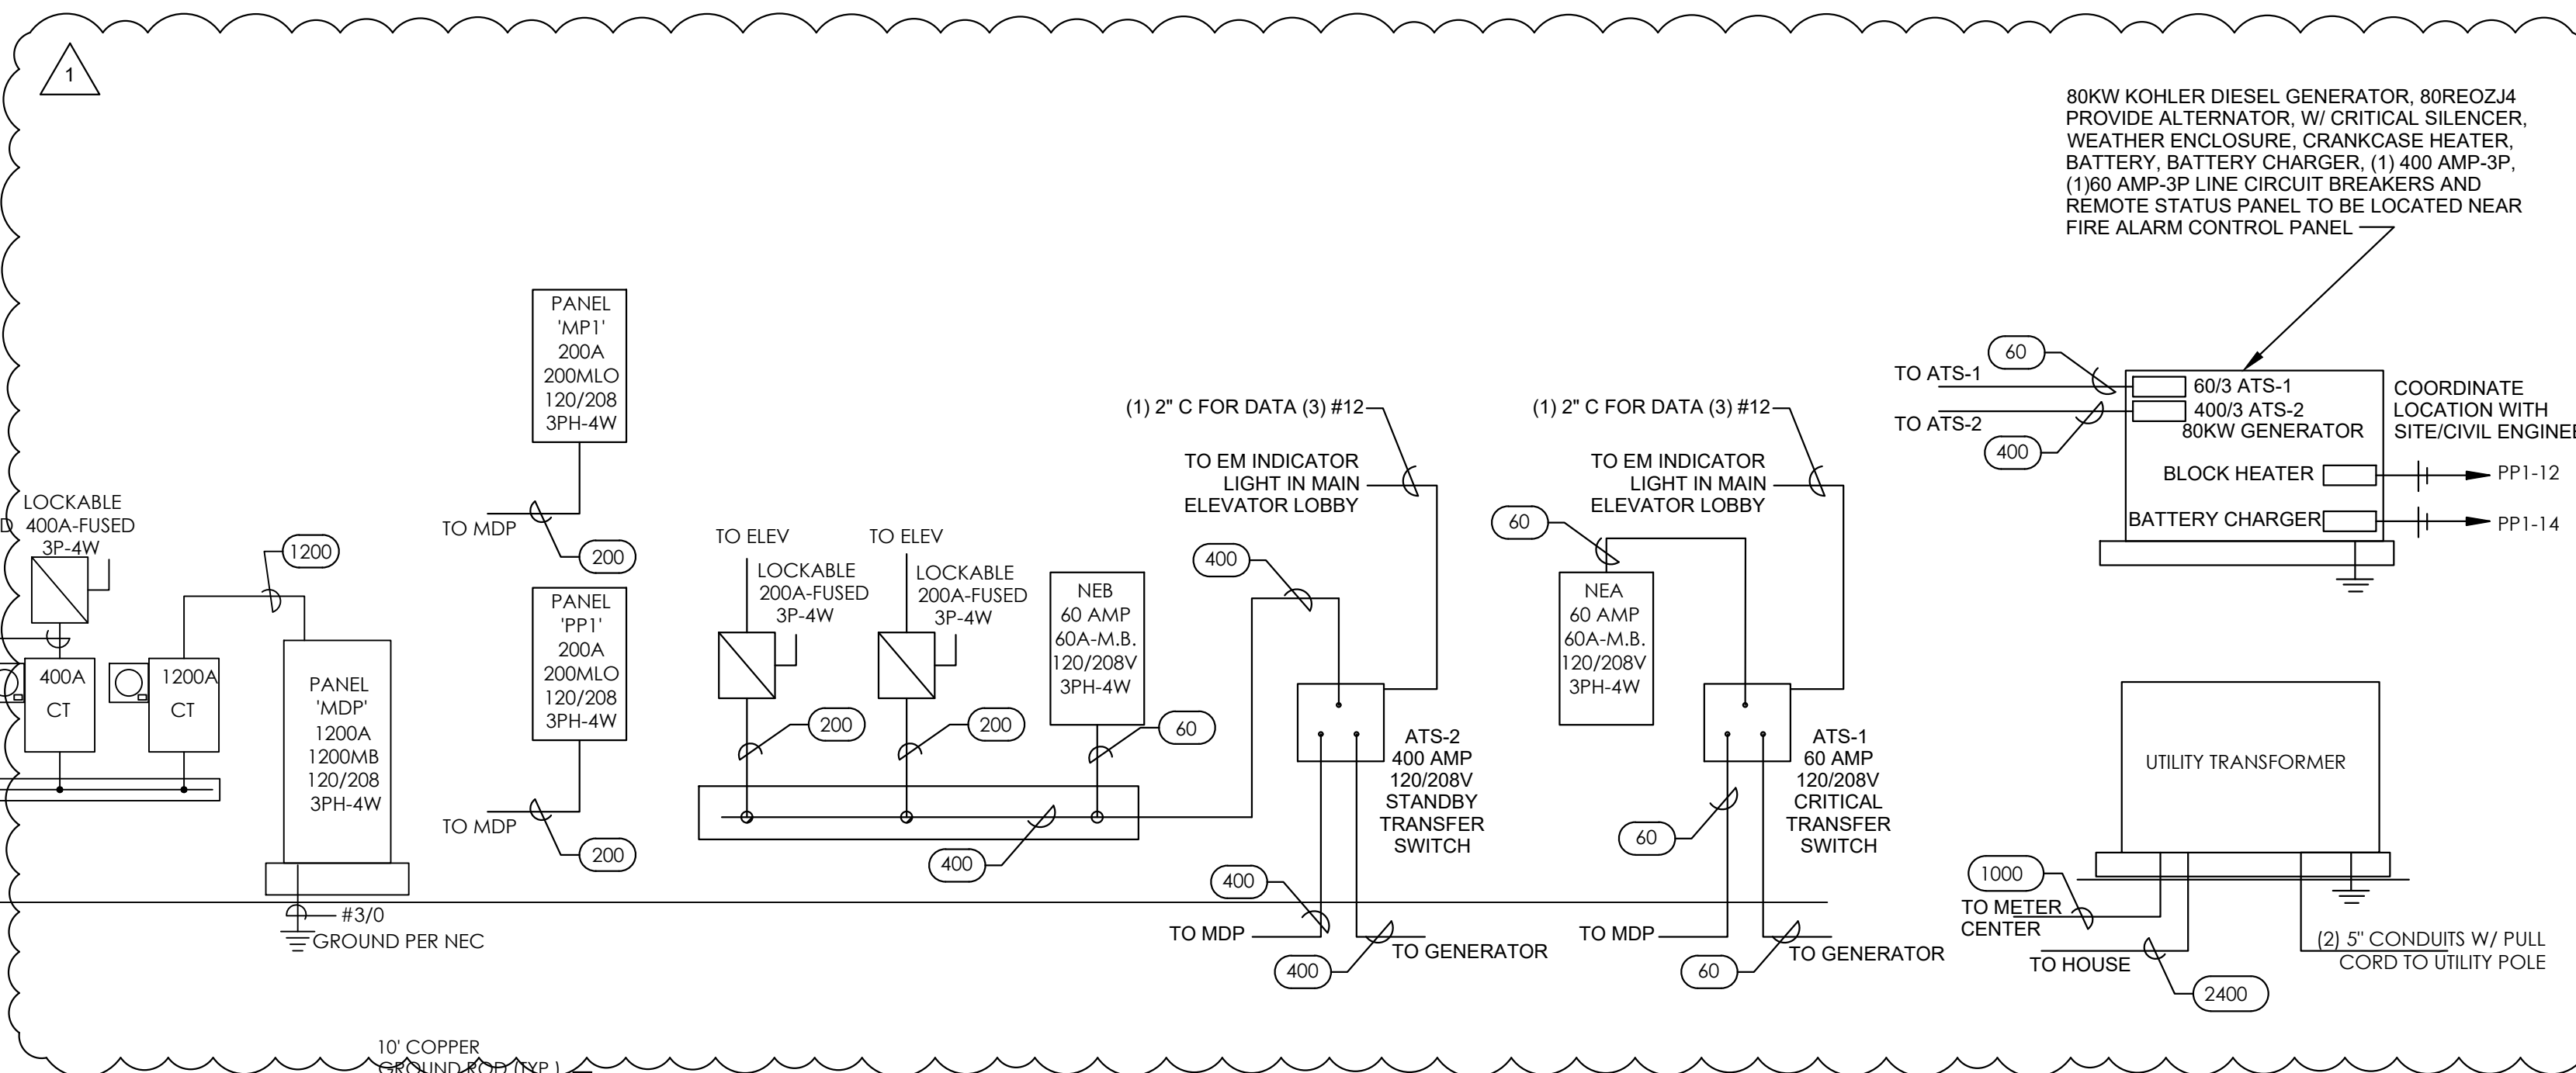 1
80KW KOHLER DIESEL GENERATOR, 80REOZJ4
PROVIDE ALTERNATOR, W/ CRITICAL SILENCER,
WEATHER ENCLOSURE, CRANKCASE HEATER,
BATTERY, BATTERY CHARGER, (1) 400 AMP-3P,
(1)60 AMP-3P LINE CIRCUIT BREAKERS AND
REMOTE STATUS PANEL TO BE LOCATED NEAR
FIRE ALARM CONTROL PANEL
LOCKABLE
D 400A-FUSED
3P-4W
400A
CT
1200A
CT
1200
PANEL
'MDP'
1200A
1200MB
120/208
3PH-4W
#3/0
GROUND PER NEC
PANEL
'MP1'
200A
200MLO
120/208
3PH-4W
TO MDP
200
PANEL
'PP1'
200A
200MLO
120/208
3PH-4W
TO MDP
200
TO ELEV
LOCKABLE
200A-FUSED
3P-4W
200
TO ELEV
LOCKABLE
200A-FUSED
3P-4W
200
NEB
60 AMP
60A-M.B.
120/208V
3PH-4W
60
400
(1) 2" C FOR DATA (3) #12
TO EM INDICATOR
LIGHT IN MAIN
ELEVATOR LOBBY
400
ATS-2
400 AMP
120/208V
STANDBY
TRANSFER
SWITCH
400
TO MDP
400
TO GENERATOR
(1) 2" C FOR DATA (3) #12
TO EM INDICATOR
LIGHT IN MAIN
ELEVATOR LOBBY
60
NEA
60 AMP
60A-M.B.
120/208V
3PH-4W
ATS-1
60 AMP
120/208V
CRITICAL
TRANSFER
SWITCH
60
TO MDP
60
TO GENERATOR
60
TO ATS-1
TO ATS-2
400
60/3 ATS-1
400/3 ATS-2
80KW GENERATOR
BLOCK HEATER
PP1-12
BATTERY CHARGER
PP1-14
COORDINATE
LOCATION WITH
SITE/CIVIL ENGINEE
UTILITY TRANSFORMER
1000
TO METER
CENTER
TO HOUSE
2400
(2) 5" CONDUITS W/ PULL
CORD TO UTILITY POLE
10' COPPER
GROUND ROD (TYP.)